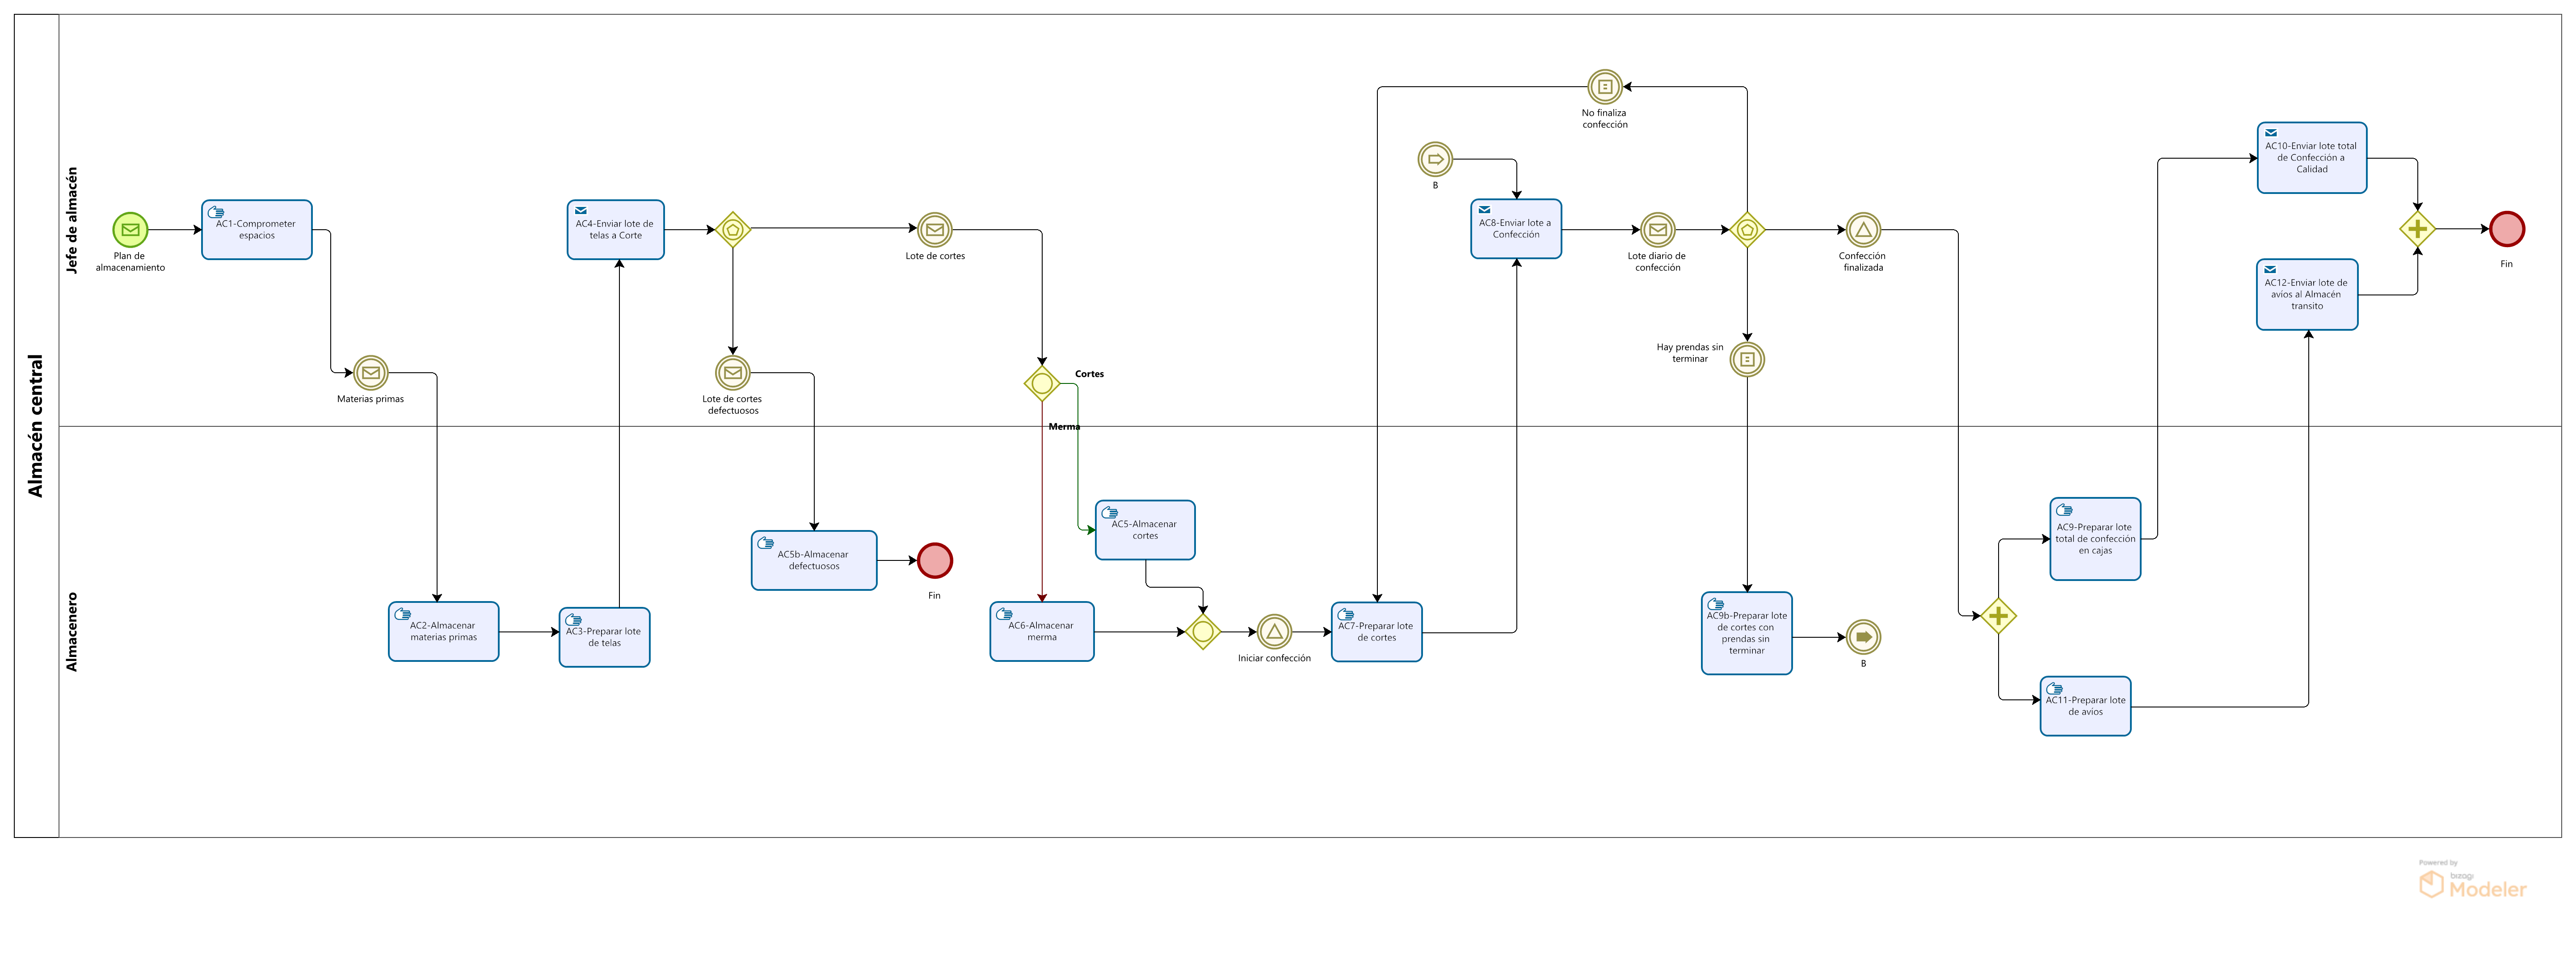 Almacén central
Jefe de almacén
Almacenero
Plan de
almacenamiento
AC1-Comprometer
espacios
Materias primas
AC2-Almacenar
materias primas
AC3-Preparar lote
de telas
AC4-Enviar lote de
telas a Corte
Lote de cortes
Lote de cortes
defectuosos
AC5b-Almacenar
defectuosos
Fin
Cortes
Merma
AC5-Almacenar
cortes
AC6-Almacenar
merma
Iniciar confección
AC7-Preparar lote
de cortes
No finaliza
confección
B
AC8-Enviar lote a
Confección
Lote diario de
confección
Confección
finalizada
Hay prendas sin
terminar
AC9b-Preparar lote
de cortes con
prendas sin
terminar
B
AC9-Preparar lote
total de confección
en cajas
AC11-Preparar lote
de avíos
AC10-Enviar lote total
de Confección a
Calidad
AC12-Enviar lote de
avíos al Almacén
transito
Fin
Powered by
bizagi
Modeler